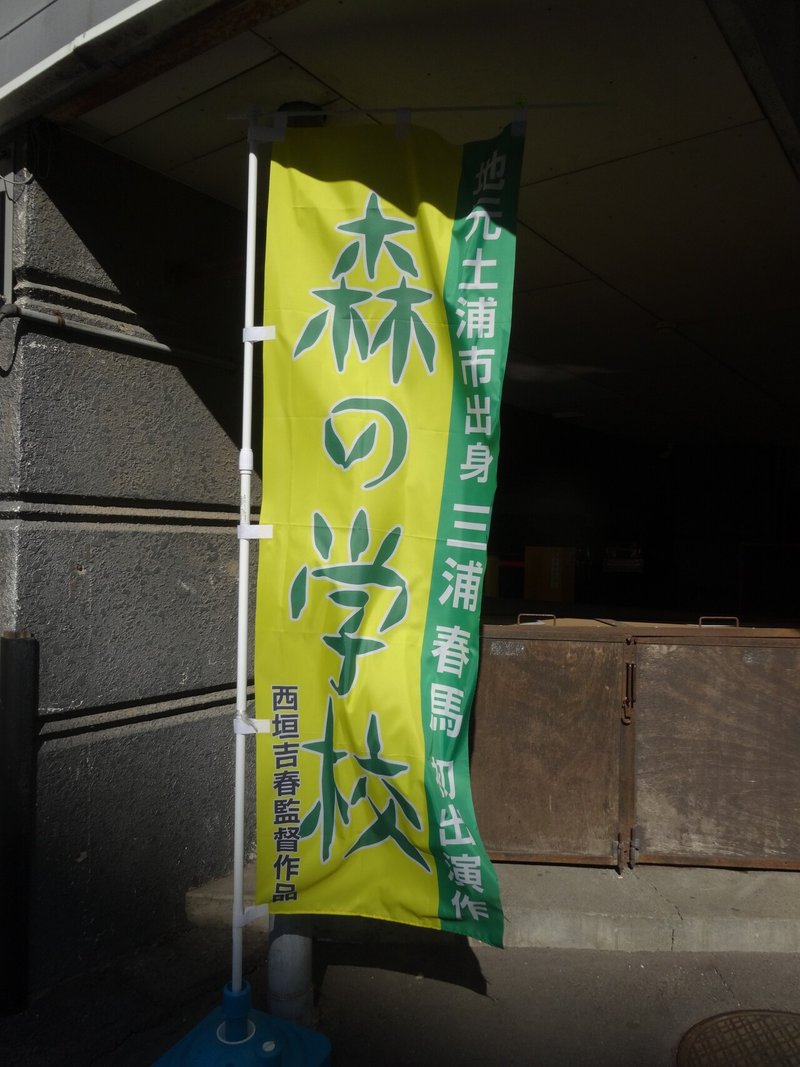 地元土浦市出身 三浦春馬 初出演作
森の学校
西垣吉春監督作品